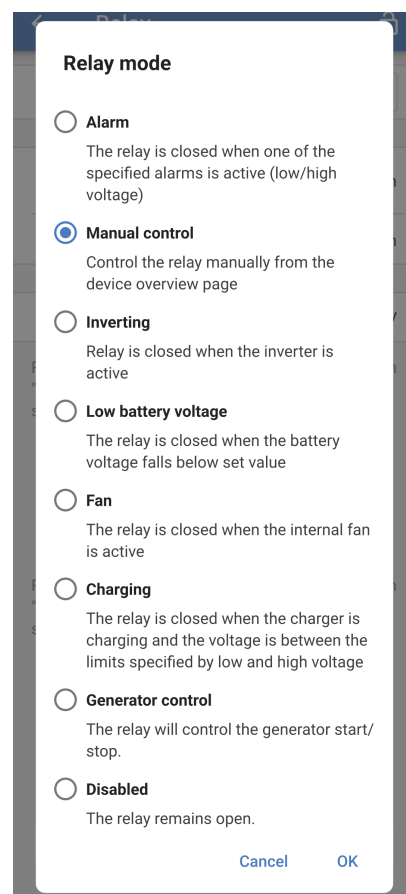 Relay
Relay mode
Alarm
The relay is closed when one of the
specified alarms is active (low/high
voltage)
Manual control
Control the relay manually from the
device overview page
Inverting
Relay is closed when the inverter is
active
Low battery voltage
The relay is closed when the battery
voltage falls below set value
Fan
The relay is closed when the internal fan
is active
Charging
The relay is closed when the charger is
charging and the voltage is between the
limits specified by low and high voltage
Generator control
The relay will control the generator start/
stop.
Disabled
The relay remains open.
Cancel OK